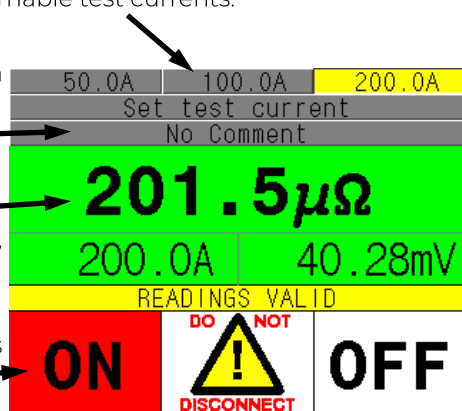 mable test currents.
50.0A 100.0A 200.0A
Set test current
No Comment
201.5μΩ
200.0A 40.28mV
READINGS VALID
DO NOT
ON OFF
DISCONNECT